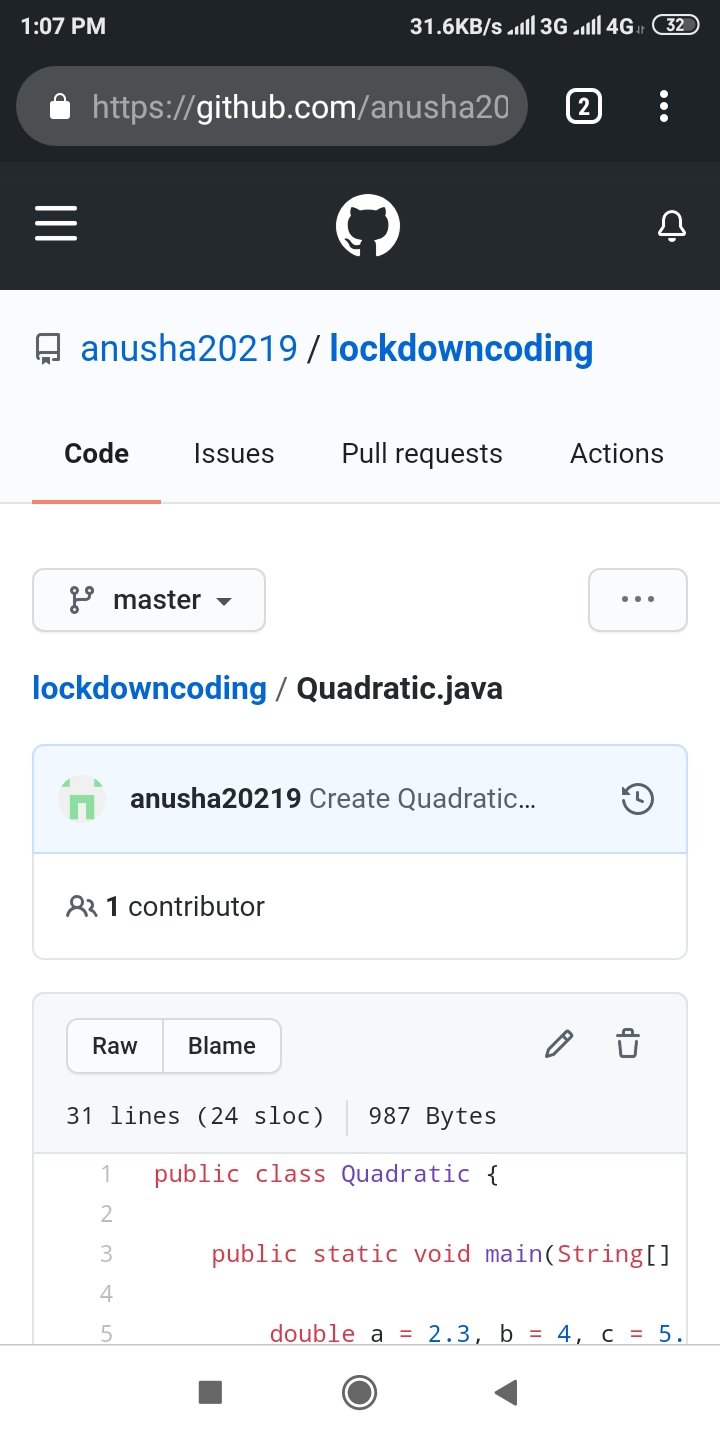 1:07 PM 31.6KB/s 3G 4G 32
https://github.com/anusha20 2
anusha20219 / lockdowncoding
Code Issues Pull requests Actions
master ...
lockdowncoding / Quadratic.java
anusha20219 Create Quadratic...
1 contributor
Raw Blame
31 lines (24 sloc) 987 Bytes
1 public class Quadratic {
2
3 public static void main(String[]
4
5 double a = 2.3, b = 4, c = 5.